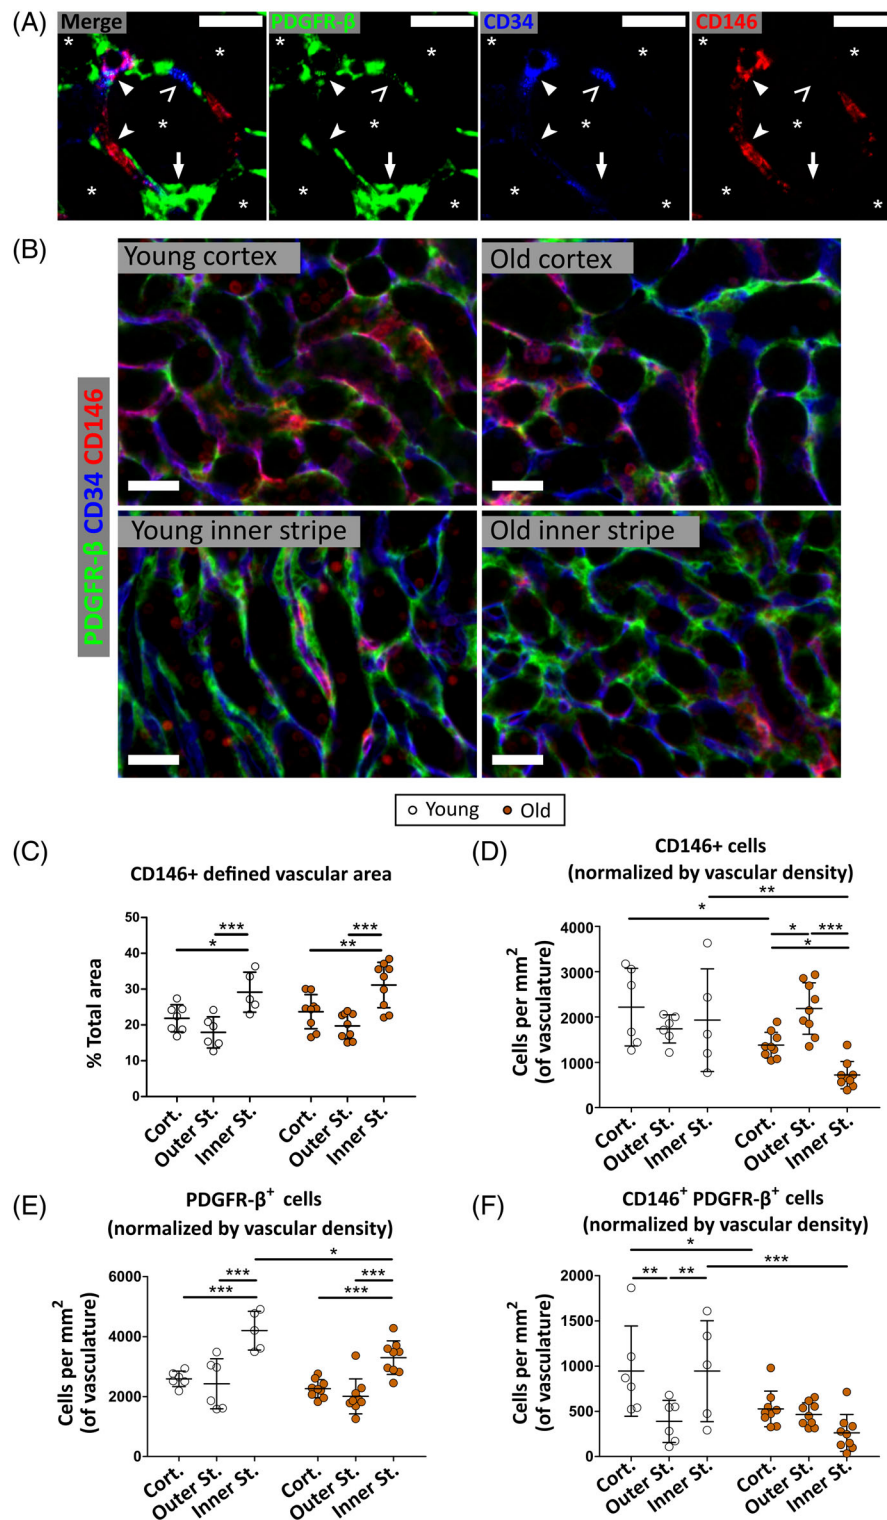 (A)
Merge PDGFR-β CD34 CD146
* * * * * * * * * * * * * * * *
(B)
Young cortex Old cortex
PDGFR-β CD34 CD146
Young inner stripe Old inner stripe
Young Old
(C)
CD146+ defined vascular area
% Total area
50
40
30
20
10
0
* *** ** ***
Cort. Outer St. Inner St. Cort. Outer St. Inner St.
(D)
CD146+ cells
(normalized by vascular density)
Cells per mm²
(of vasculature)
4000
3000
2000
1000
0
* ** * *** *
Cort. Outer St. Inner St. Cort. Outer St. Inner St.
(E)
PDGFR-β⁺ cells
(normalized by vascular density)
Cells per mm²
(of vasculature)
6000
4000
2000
0
* *** *** *** ***
Cort. Outer St. Inner St. Cort. Outer St. Inner St.
(F)
CD146⁺ PDGFR-β⁺ cells
(normalized by vascular density)
Cells per mm²
(of vasculature)
2000
1500
1000
500
0
* *** ** **
Cort. Outer St. Inner St. Cort. Outer St. Inner St.